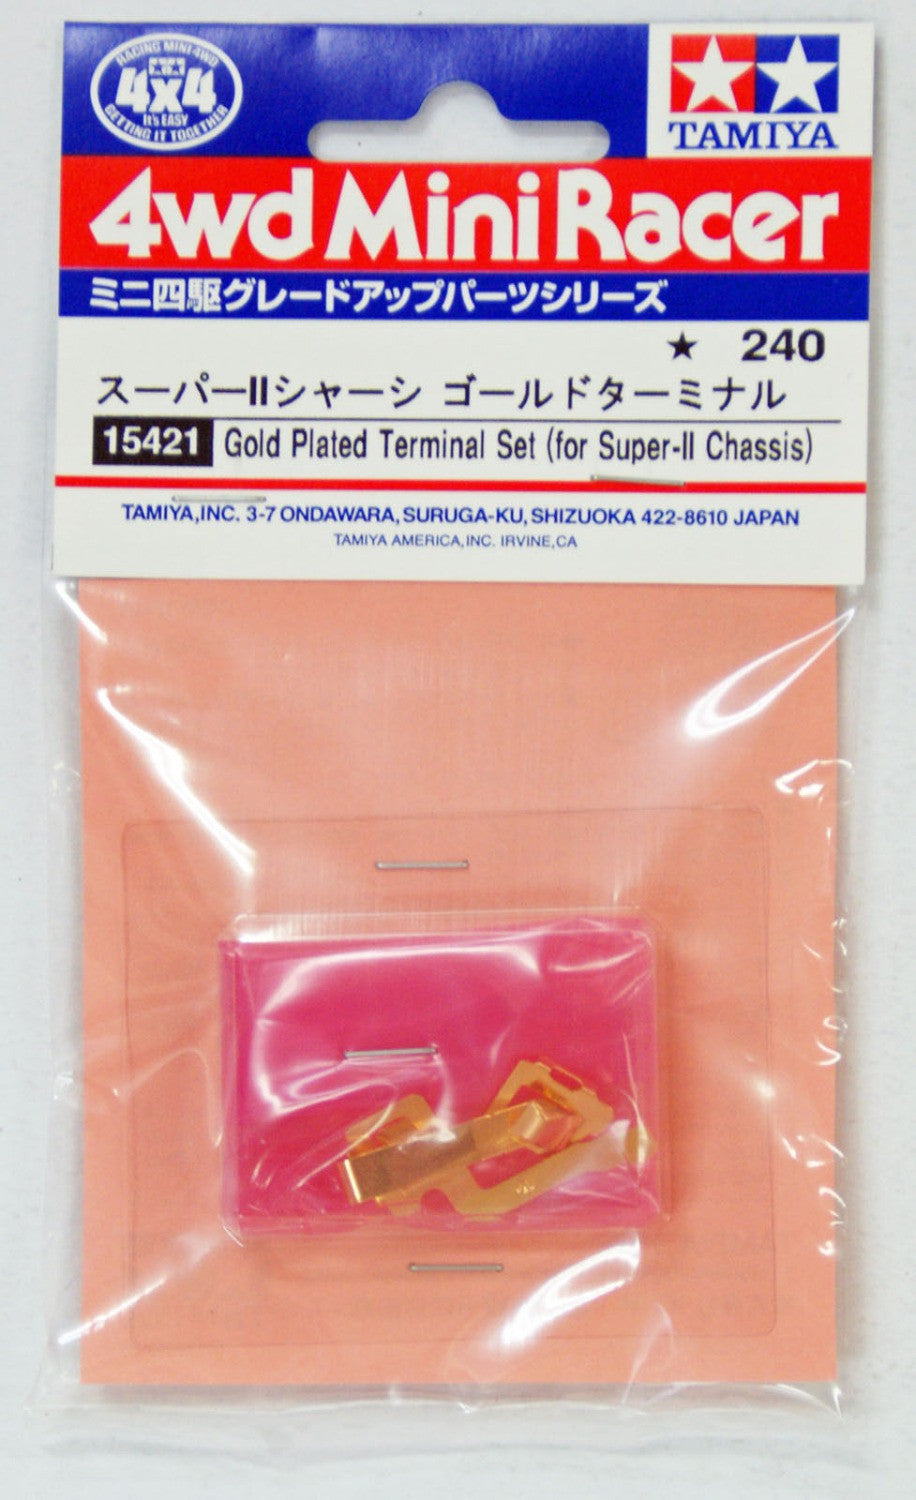 RACING MINI 4WD
4x4
It's EASY
GETTING IT TOGETHER
TAMIYA
4wd Mini Racer
ミニ四駆グレードアップパーツシリーズ
★ 240
スーパーIIシャーシ ゴールドターミナル
15421 Gold Plated Terminal Set (for Super-II Chassis)
TAMIYA,INC. 3-7 ONDAWARA, SURUGA-KU, SHIZUOKA 422-8610 JAPAN
TAMIYA AMERICA, INC. IRVINE, CA